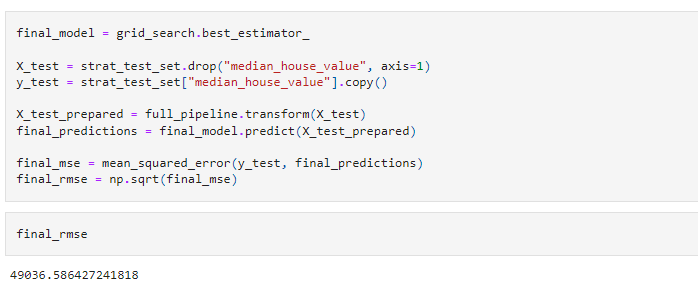 final_model = grid_search.best_estimator_
X_test = strat_test_set.drop("median_house_value", axis=1)
y_test = strat_test_set["median_house_value"].copy()
X_test_prepared = full_pipeline.transform(X_test)
final_predictions = final_model.predict(X_test_prepared)
final_mse = mean_squared_error(y_test, final_predictions)
final_rmse = np.sqrt(final_mse)
final_rmse
49036.586427241818